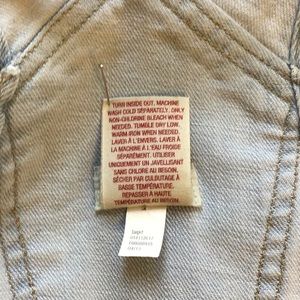 TURN INSIDE OUT. MACHINE
WASH COLD SEPARATELY. ONLY
NON-CHLORINE BLEACH WHEN
NEEDED. TUMBLE DRY LOW.
WARM IRON WHEN NEEDED.
LAVER À L'ENVERS. LAVER À
LA MACHINE À L'EAU FROIDE
SÉPARÉMENT. UTILISER
UNIQUEMENT UN JAVELLISANT
SANS CHLORE AU BESOIN.
SÉCHER PAR CULBUTAGE À
BASSE TEMPÉRATURE.
REPASSER À HAUTE
TEMPÉRATURE AU BESOIN.